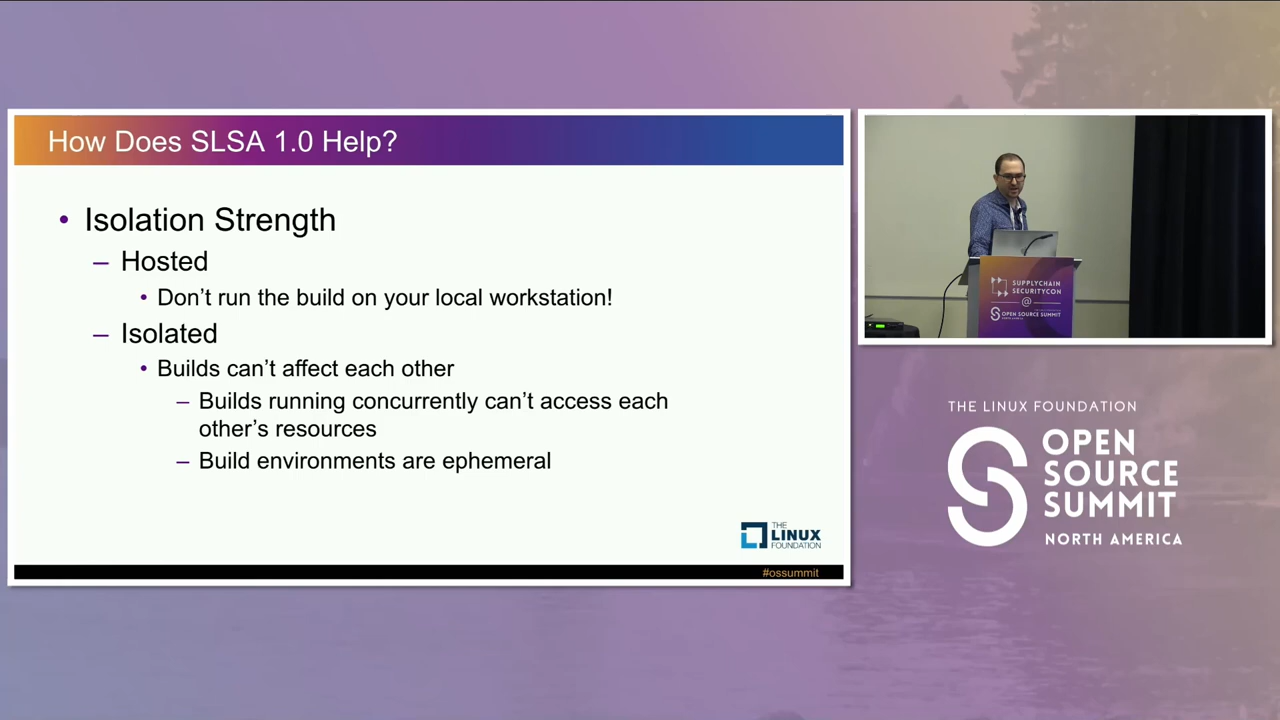 How Does SLSA 1.0 Help?
• Isolation Strength
– Hosted
• Don't run the build on your local workstation!
– Isolated
• Builds can't affect each other
– Builds running concurrently can't access each
other's resources
– Build environments are ephemeral
THE
LINUX
FOUNDATION
#ossummit
SUPPLYCHAIN
SECURITYCON
@
OPEN SOURCE SUMMIT
NORTH AMERICA
THE LINUX FOUNDATION
OPEN
SOURCE
SUMMIT
NORTH AMERICA